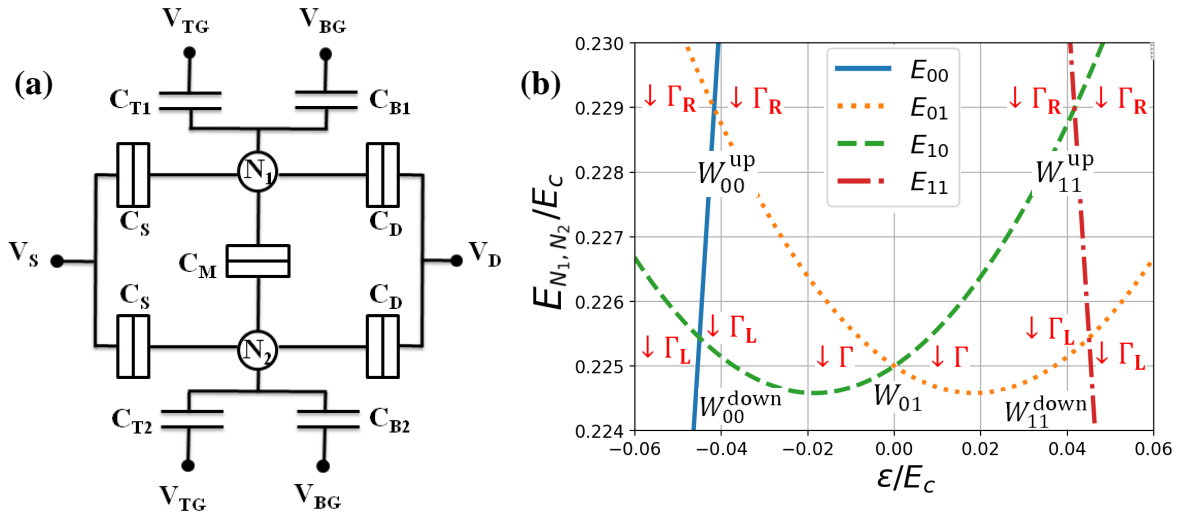 (a)
V_TG
V_BG
C_T1
C_B1
N_1
C_S
C_D
V_S
C_M
V_D
C_S
C_D
N_2
C_T2
C_B2
V_TG
V_BG
(b)
E_{N_1, N_2}/E_c
0.230
0.229
0.228
0.227
0.226
0.225
0.224
E_00
E_01
E_10
E_11
↓ Γ_R
↓ Γ_R
↓ Γ_R
↓ Γ_R
W_00^up
W_11^up
↓ Γ_L
↓ Γ_L
↓ Γ
↓ Γ
↓ Γ_L
↓ Γ_L
W_00^down
W_01
W_11^down
−0.06 −0.04 −0.02 0.00 0.02 0.04 0.06
ε/E_c